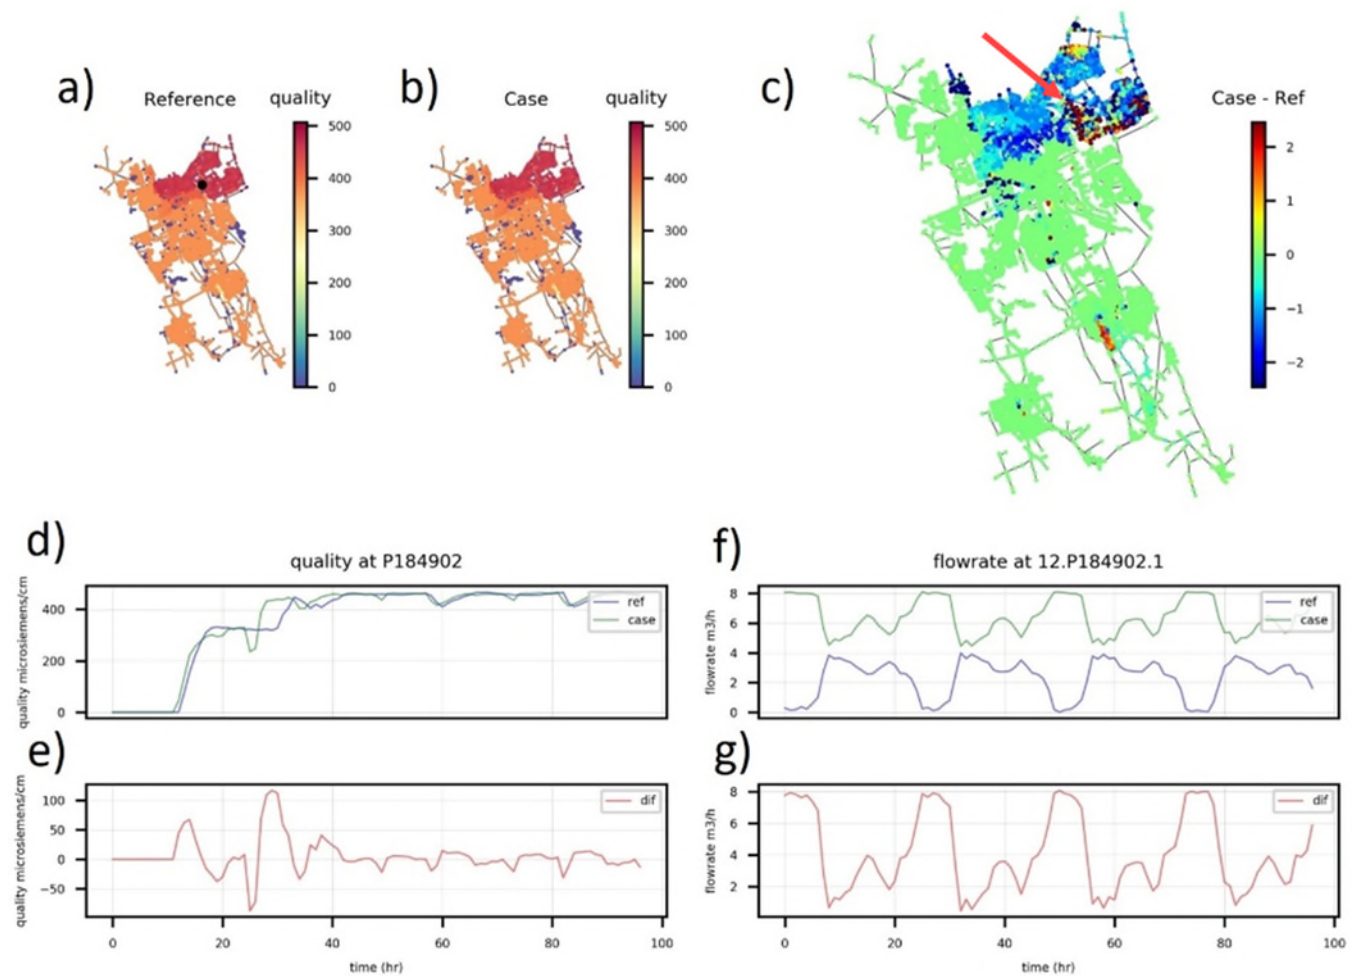 a)
Reference
quality
500
400
300
200
100
0
b)
Case
quality
500
400
300
200
100
0
c)
Case - Ref
2
1
0
−1
−2
d)
quality at P184902
quality microsiemens/cm
400
200
0
ref
case
e)
quality microsiemens/cm
100
50
0
−50
dif
0
20
40
60
80
100
time (hr)
f)
flowrate at 12.P184902.1
flowrate m3/h
8
6
4
2
0
ref
case
g)
flowrate m3/h
8
6
4
2
dif
0
20
40
60
80
100
time (hr)